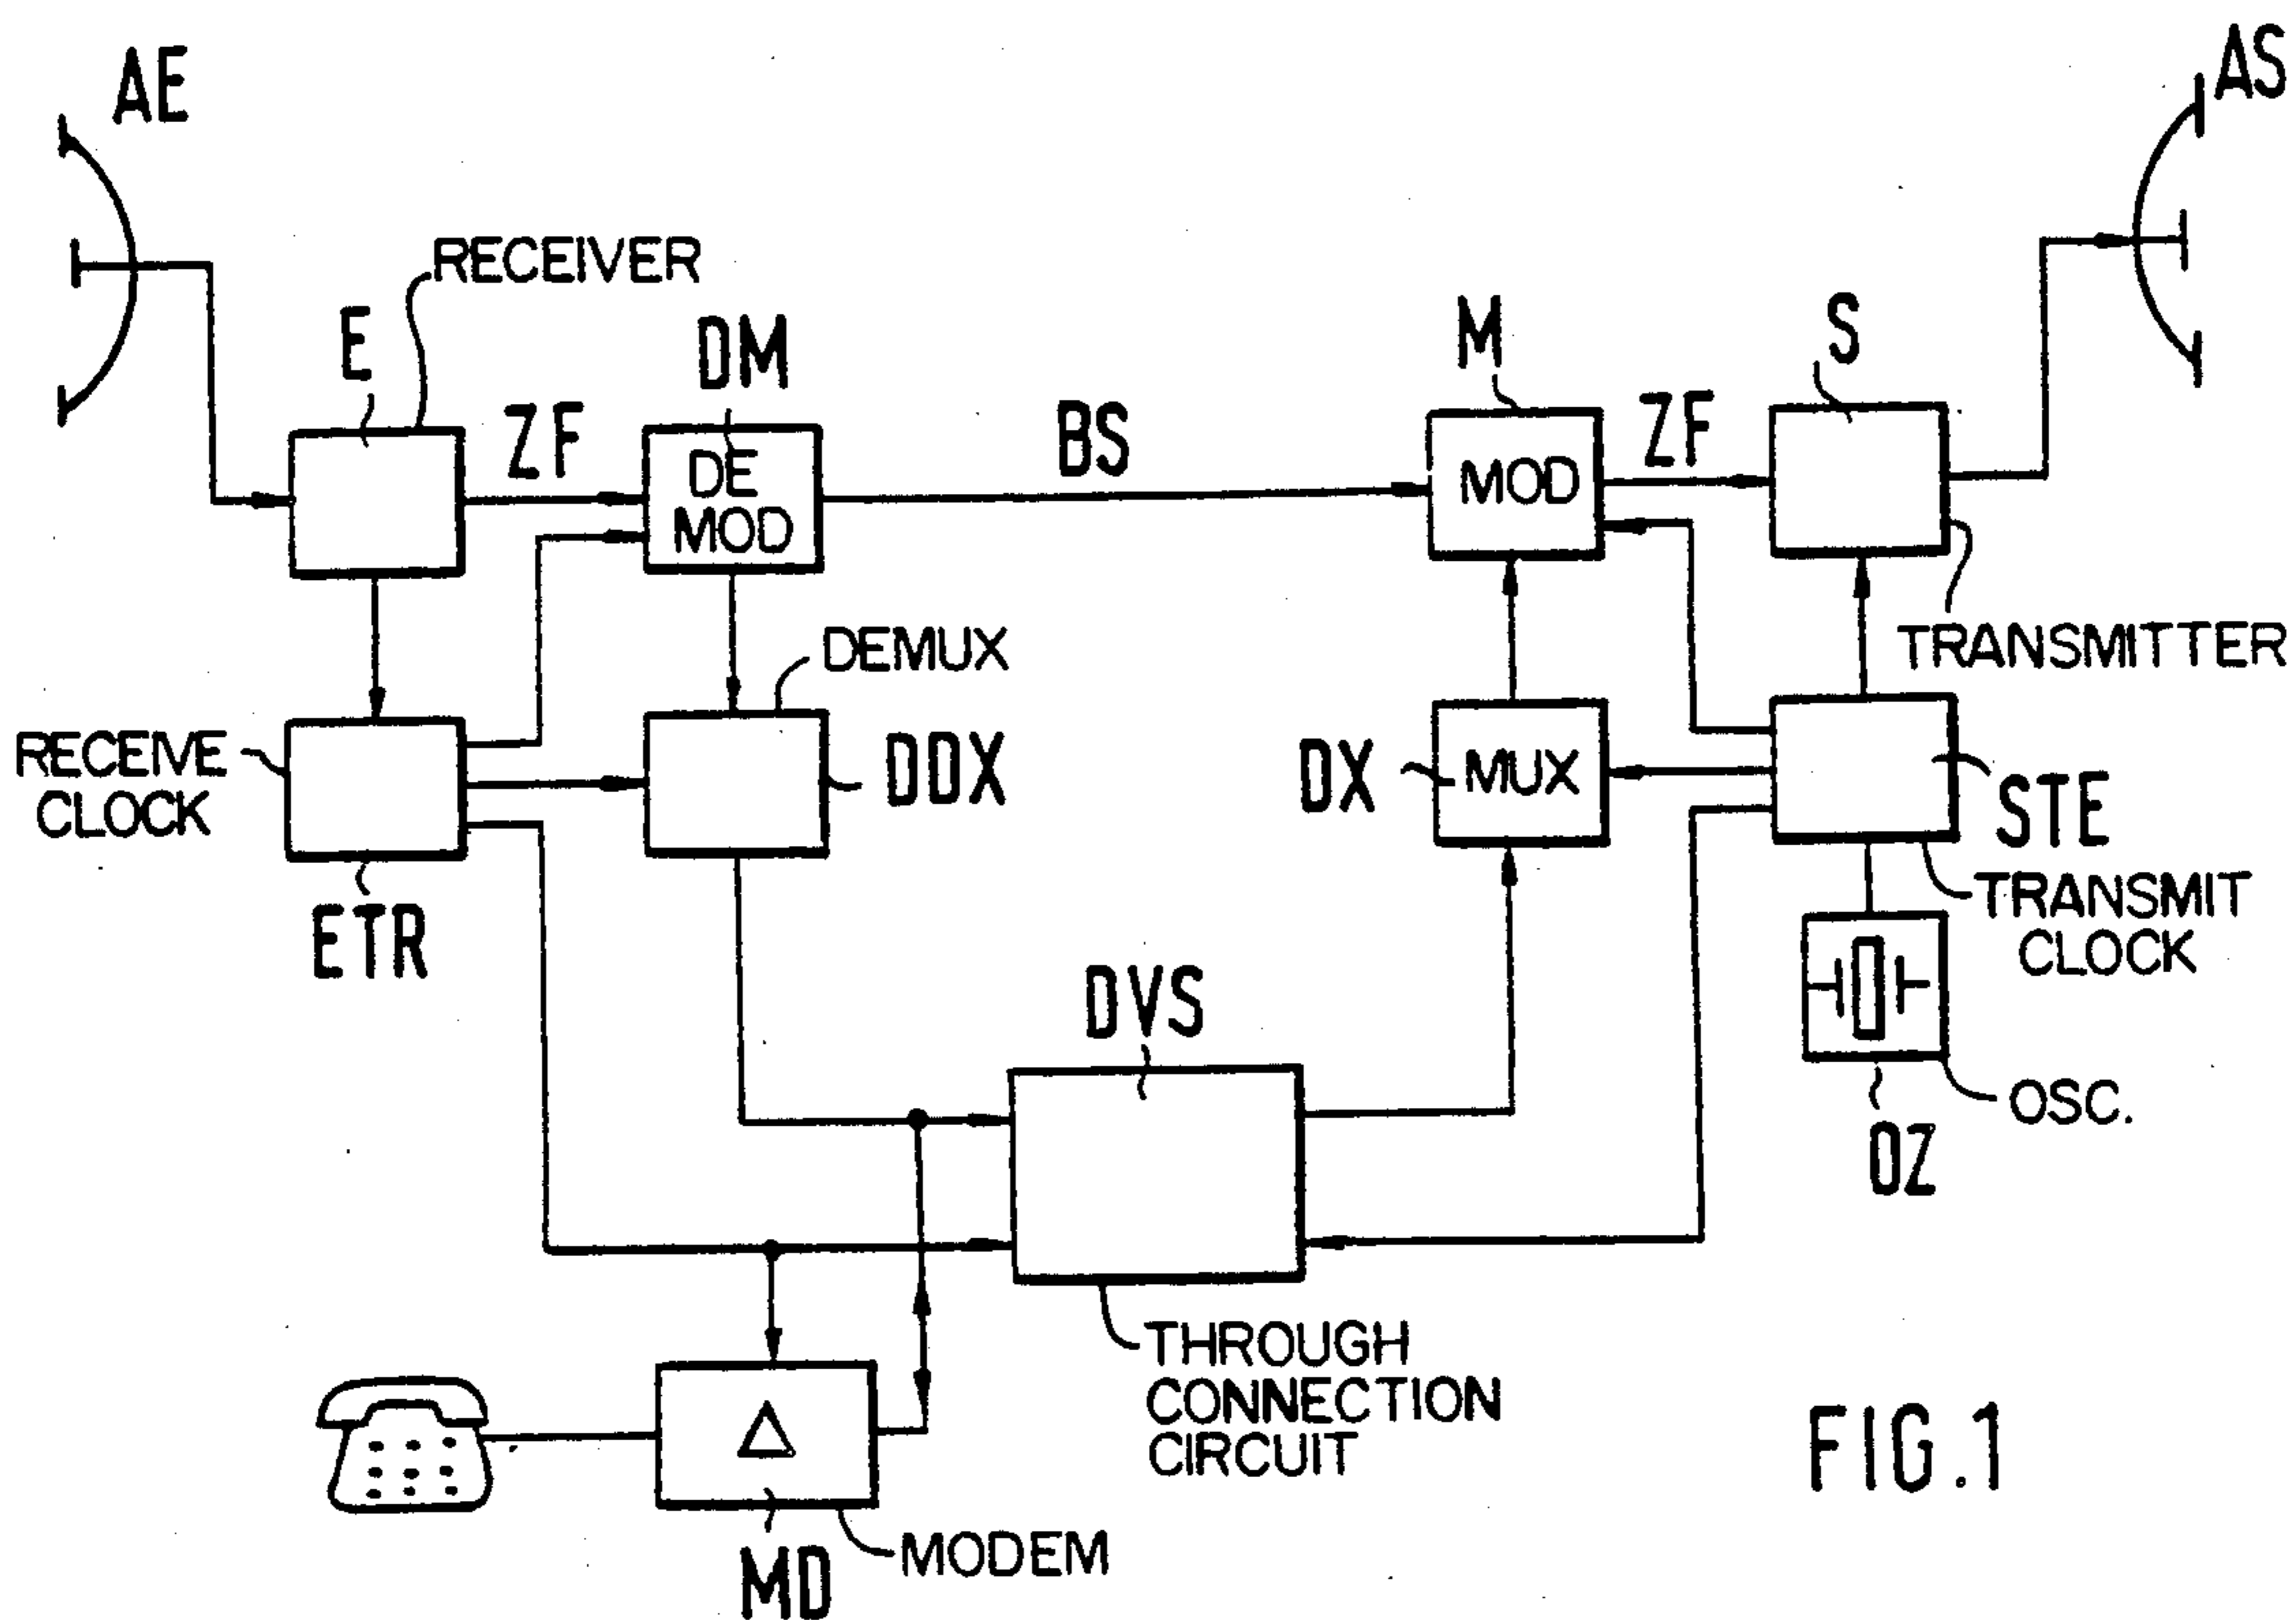 AE
AS
RECEIVER
E
DM
M
S
ZF
BS
ZF
DE
MOD
MOD
TRANSMITTER
DEMUX
RECEIVE
CLOCK
DDX
DX
MUX
STE
ETR
TRANSMIT
CLOCK
DVS
OSC.
OZ
THROUGH
CONNECTION
CIRCUIT
MODEM
MD
FIG.1